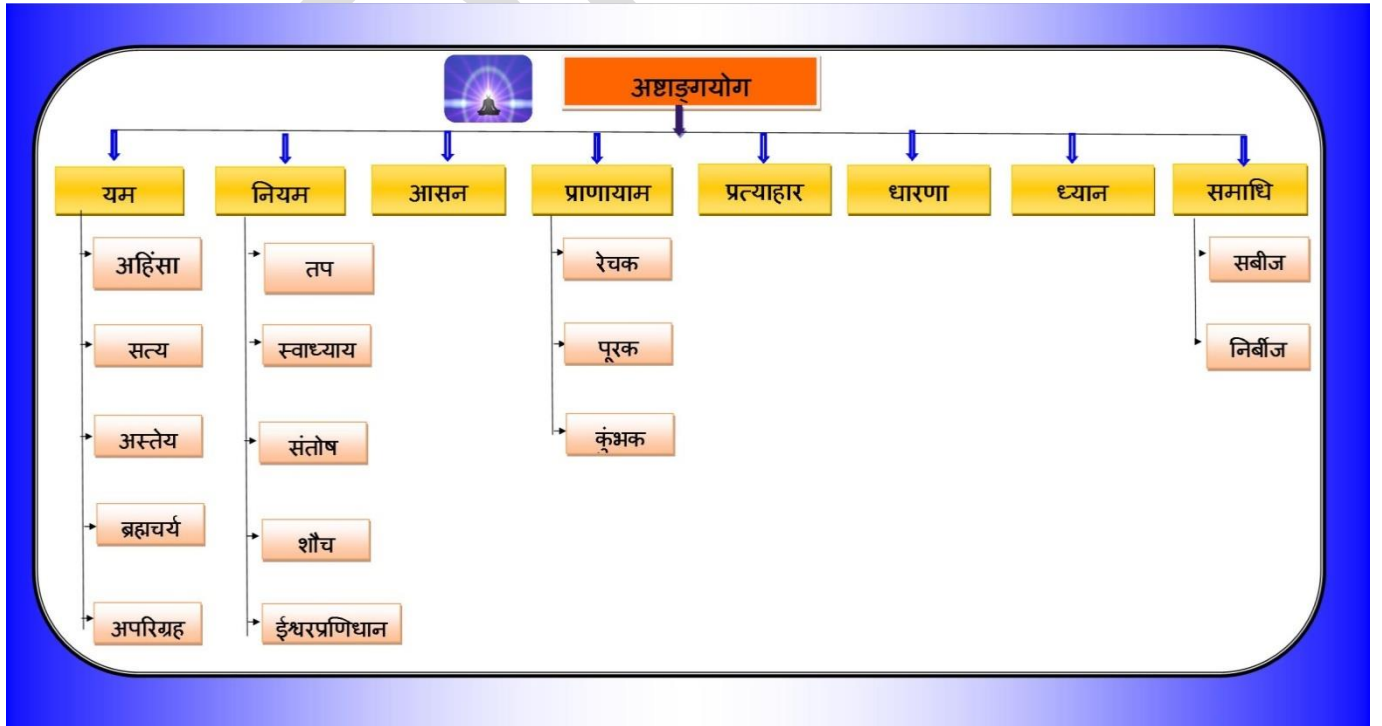 अष्टाङ्गयोग
यम
नियम
आसन
प्राणायाम
प्रत्याहार
धारणा
ध्यान
समाधि
अहिंसा
सत्य
अस्तेय
ब्रह्मचर्य
अपरिग्रह
तप
स्वाध्याय
संतोष
शौच
ईश्वरप्रणिधान
रेचक
पूरक
कुंभक
सबीज
निर्बीज